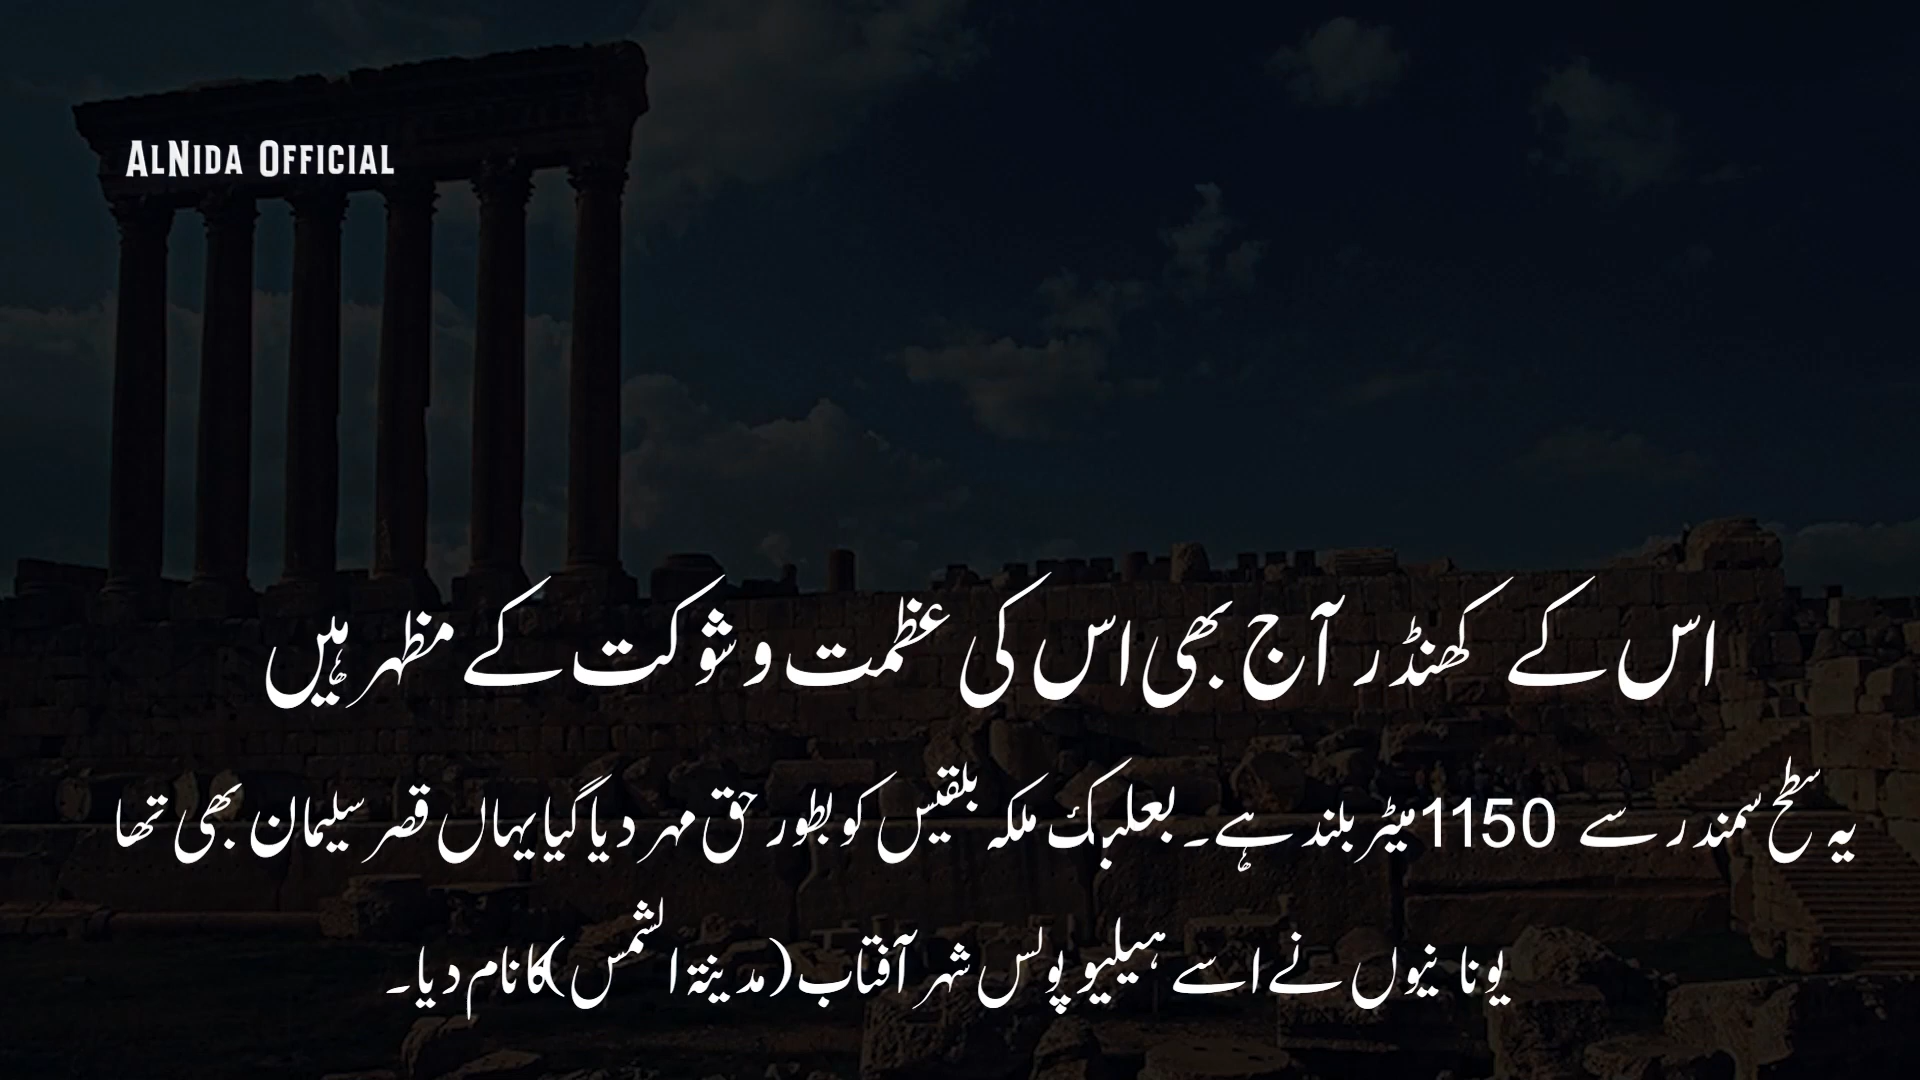 AlNida Official
اس کے کھنڈر آج بھی اس کی عظمت و شوکت کے مظہر ہیں
یہ سطح سمندر سے 1150 میٹر بلند ہے۔ بعلبک ملکہ بلقیس کو بطور حق مہر دیا گیا یہاں قصر سلیمان بھی تھا
یونانیوں نے اسے ہیلیوپولس شہر آفتاب (مدینۃ الشمس) کا نام دیا۔